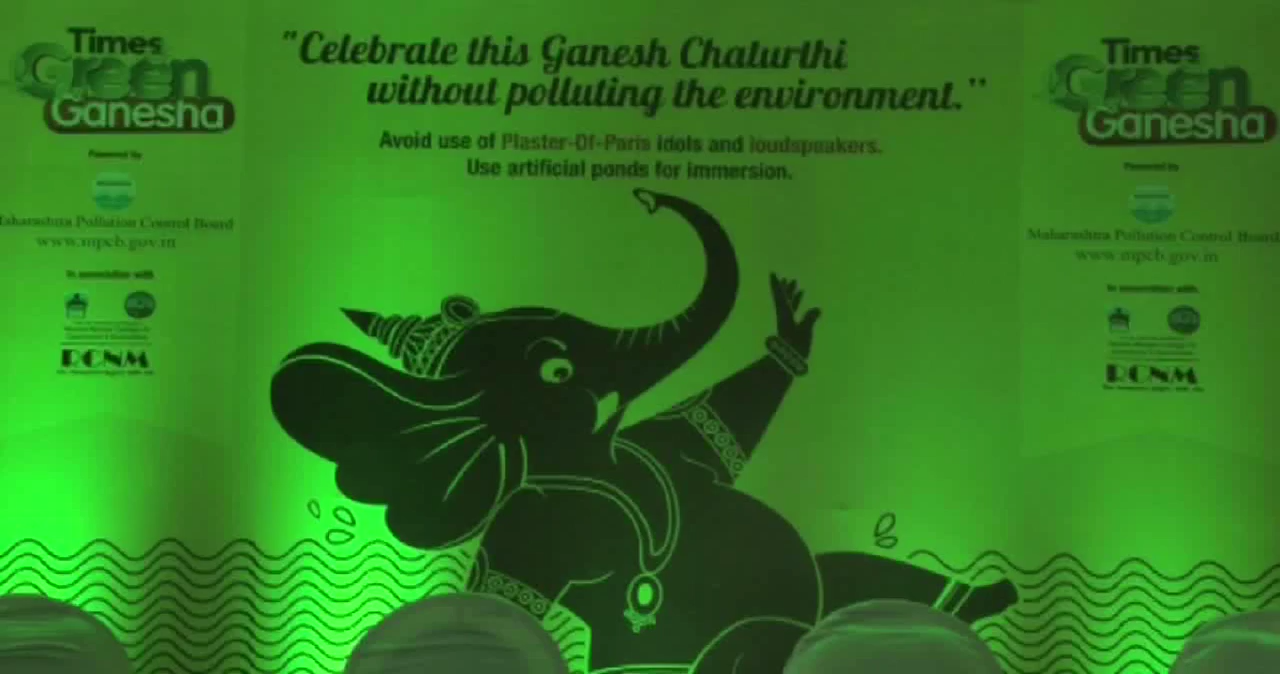 Times
Green
Ganesha
Powered by
Maharashtra Pollution Control Board
www.mpcb.gov.in
In association with
RCNM
"Celebrate this Ganesh Chaturthi
without polluting the environment."
Avoid use of Plaster-Of-Paris idols and loudspeakers.
Use artificial ponds for immersion.
Times
Green
Ganesha
Powered by
Maharashtra Pollution Control Board
www.mpcb.gov.in
In association with
RCNM